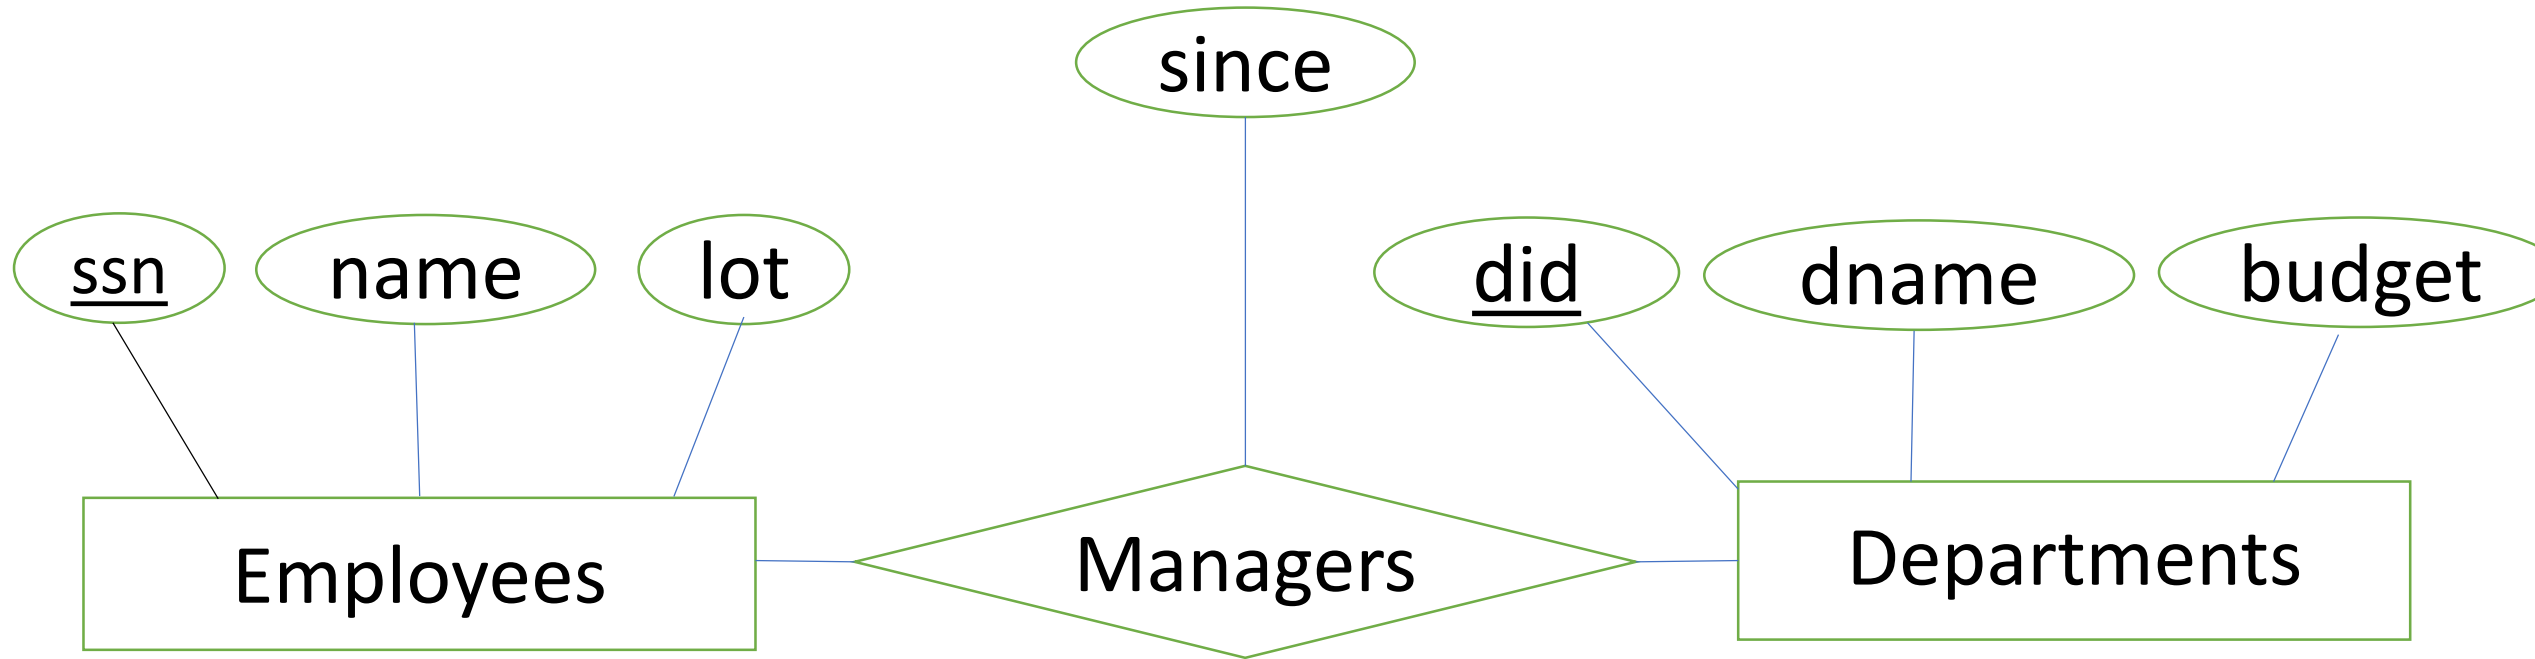 since
ssn
name
lot
did
dname
budget
Employees
Managers
Departments